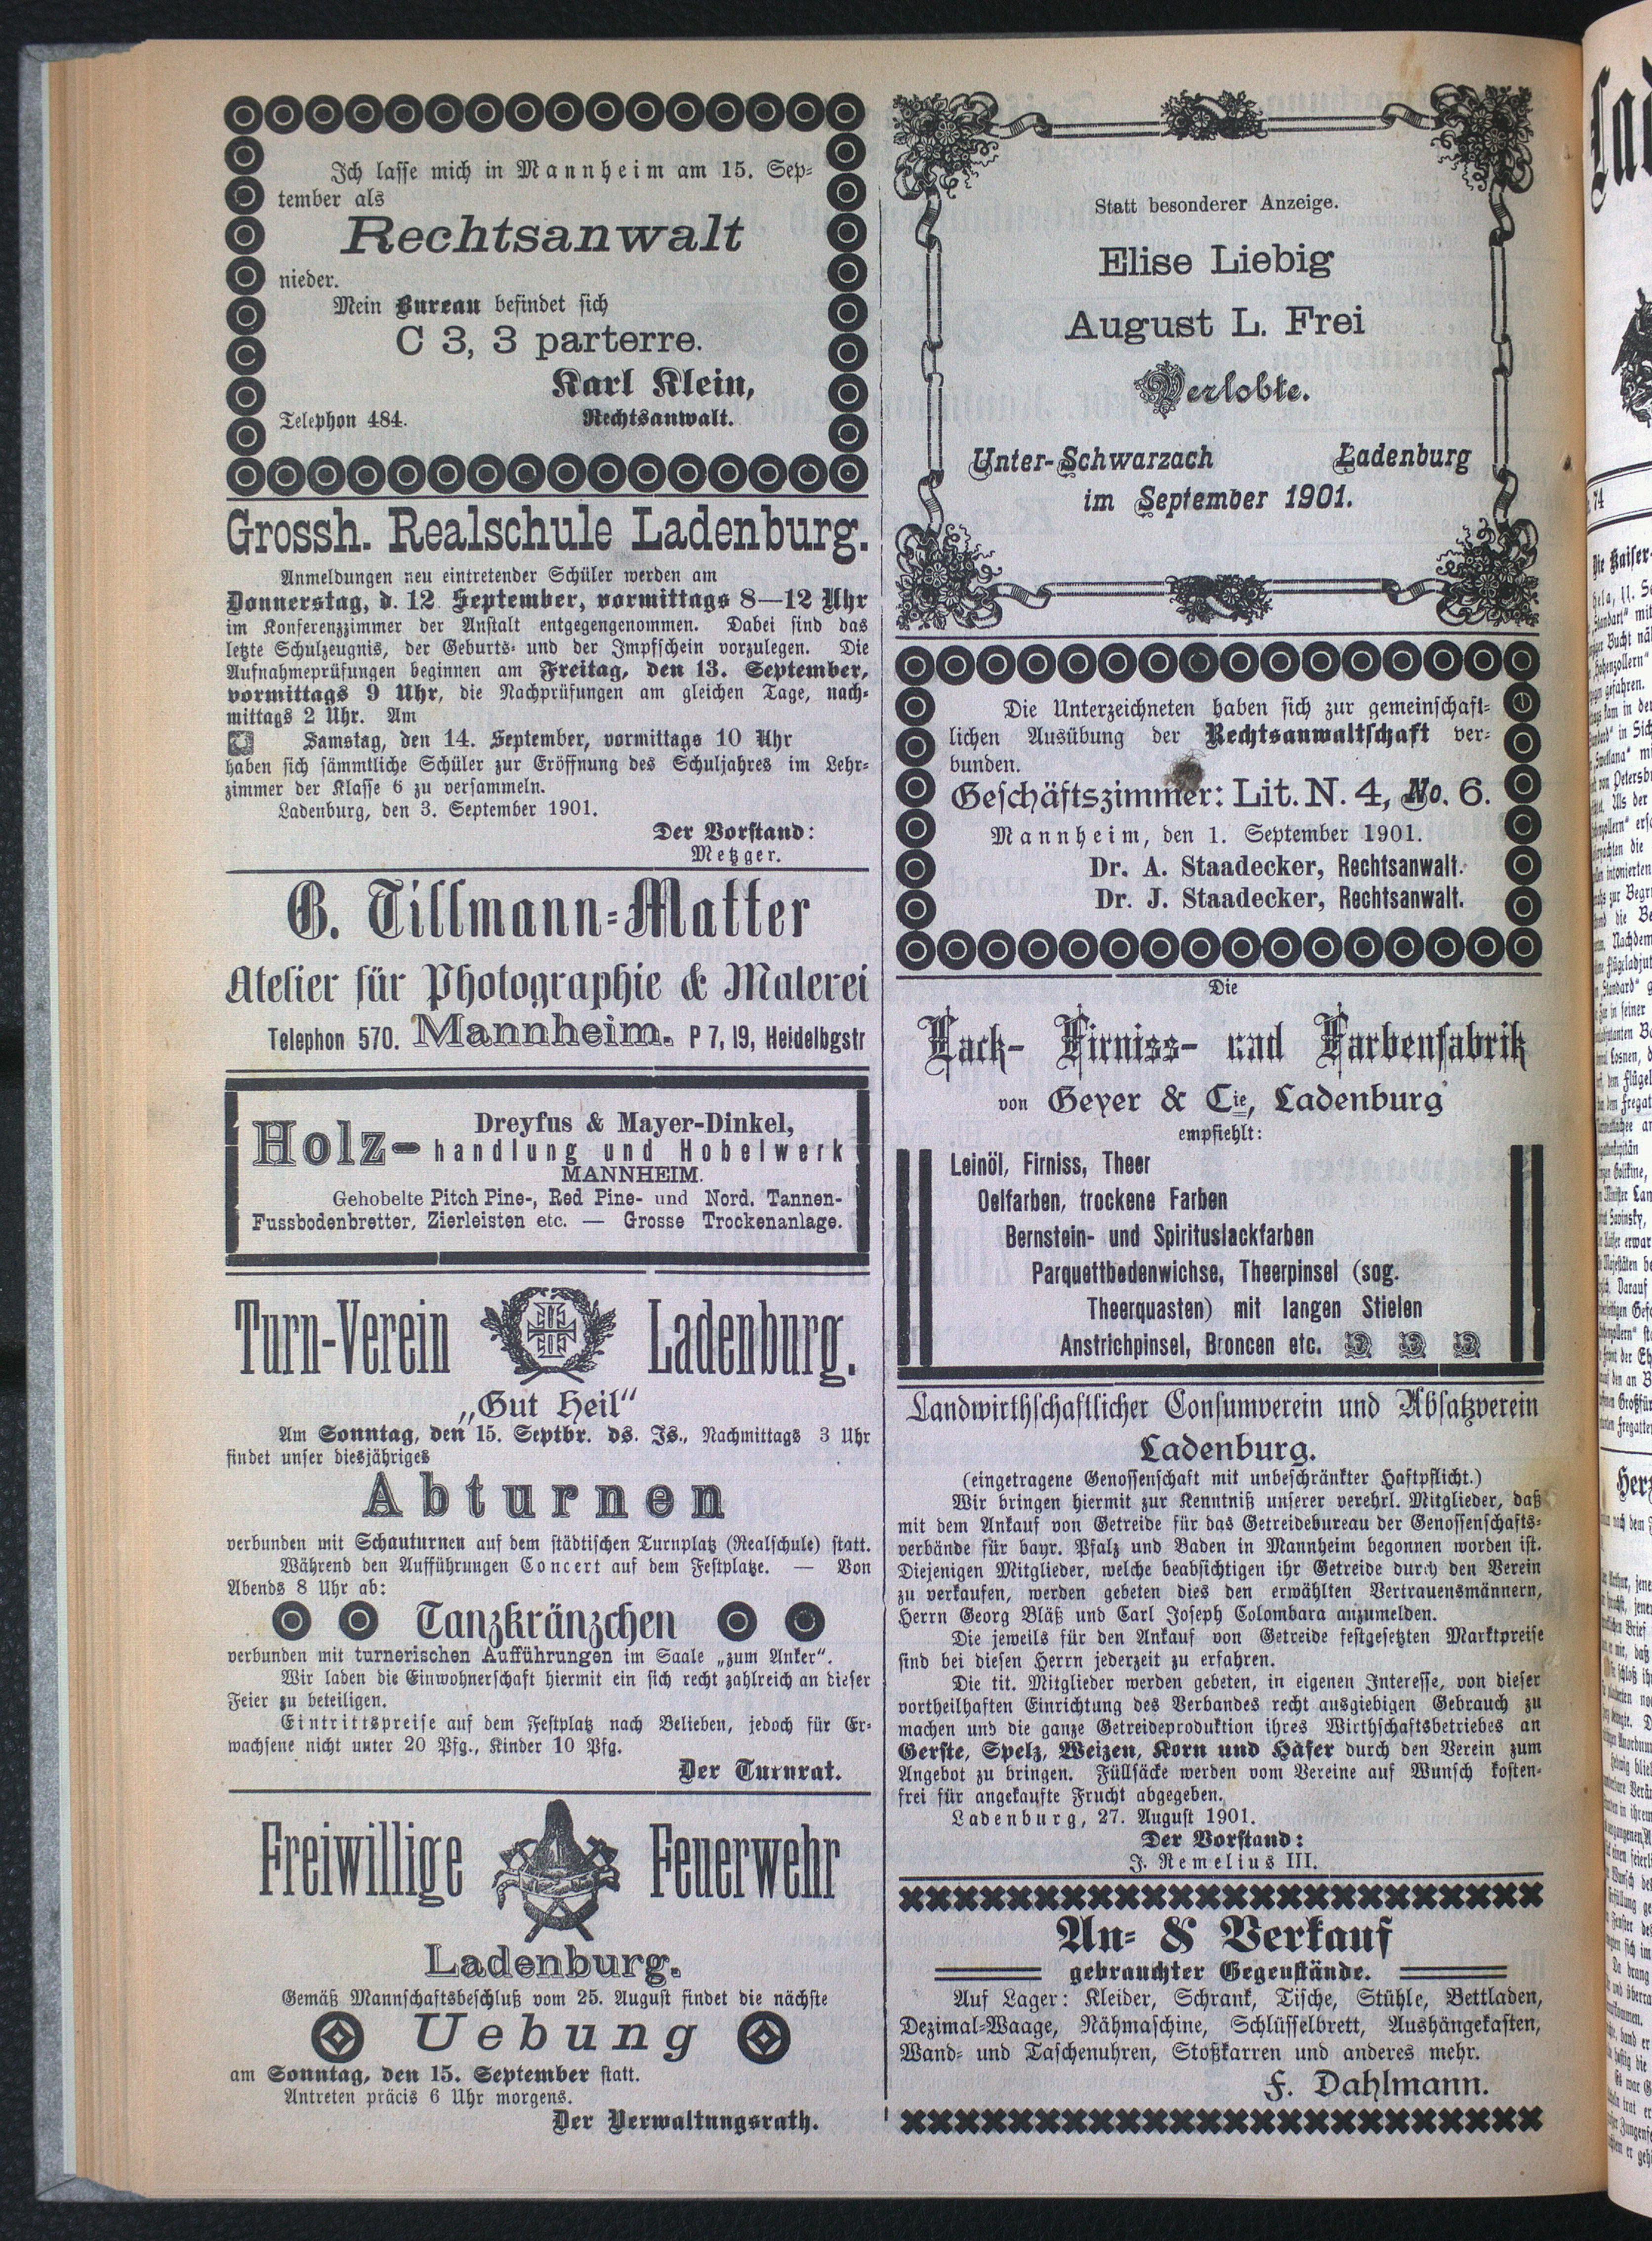 Ich lasse mich in Mannheim am 15. Sep-
tember als
Rechtsanwalt
nieder.
Mein Bureau befindet sich
C 3, 3 parterre.
Karl Klein,
Telephon 484. Rechtsanwalt.
Grossh. Realschule Ladenburg.
Anmeldungen neu eintretender Schüler werden am
Donnerstag, d. 12. September, vormittags 8—12 Uhr
im Konferenzzimmer der Anstalt entgegengenommen. Dabei sind das
letzte Schulzeugnis, der Geburts- und der Impfschein vorzulegen. Die
Aufnahmeprüfungen beginnen am Freitag, den 13. September,
vormittags 9 Uhr, die Nachprüfungen am gleichen Tage, nach-
mittags 2 Uhr. Am
Samstag, den 14. September, vormittags 10 Uhr
haben sich sämmtliche Schüler zur Eröffnung des Schuljahres im Lehr-
zimmer der Klasse 6 zu versammeln.
Ladenburg, den 3. September 1901.
Der Vorstand:
Metzger.
G. Tillmann-Matter
Atelier für Photographie & Malerei
Telephon 570. Mannheim. P 7, 19, Heidelbgstr
Dreyfus & Mayer-Dinkel,
Holz-handlung und Hobelwerk
MANNHEIM.
Gehobelte Pitch Pine-, Red Pine- und Nord. Tannen-
Fussbodenbretter, Zierleisten etc. — Grosse Trockenanlage.
Turn-Verein Ladenburg.
„Gut Heil“
Am Sonntag, den 15. Septbr. ds. Js., Nachmittags 3 Uhr
findet unser diesjähriges
Abturnen
verbunden mit Schauturnen auf dem städtischen Turnplatz (Realschule) statt.
Während den Aufführungen Concert auf dem Festplatze. — Von
Abends 8 Uhr ab:
Tanzkränzchen
verbunden mit turnerischen Aufführungen im Saale „zum Anker“.
Wir laden die Einwohnerschaft hiermit ein sich recht zahlreich an dieser
Feier zu beteiligen.
Eintrittspreise auf dem Festplatz nach Belieben, jedoch für Er-
wachsene nicht unter 20 Pfg., Kinder 10 Pfg.
Der Turnrat.
Freiwillige Feuerwehr
Ladenburg.
Gemäß Mannschaftsbeschluß vom 25. August findet die nächste
Uebung
am Sonntag, den 15. September statt.
Antreten präcis 6 Uhr morgens.
Der Verwaltungsrath.
Statt besonderer Anzeige.
Elise Liebig
August L. Frei
Verlobte.
Unter-Schwarzach Ladenburg
im September 1901.
Die Unterzeichneten haben sich zur gemeinschaft-
lichen Ausübung der Rechtsanwaltschaft ver-
bunden.
Geschäftszimmer: Lit. N. 4, No. 6.
Mannheim, den 1. September 1901.
Dr. A. Staadecker, Rechtsanwalt.
Dr. J. Staadecker, Rechtsanwalt.
Die
Lack- Firniss- und Farbenfabrik
von Geyer & Cie, Ladenburg
empfiehlt:
Leinöl, Firniss, Theer
Oelfarben, trockene Farben
Bernstein- und Spirituslackfarben
Parquettbodenwichse, Theerpinsel (sog.
Theerquasten) mit langen Stielen
Anstrichpinsel, Broncen etc.
Landwirthschaftlicher Consumverein und Absatzverein
Ladenburg.
(eingetragene Genossenschaft mit unbeschränkter Haftpflicht.)
Wir bringen hiermit zur Kenntniß unserer verehrl. Mitglieder, daß
mit dem Ankauf von Getreide für das Getreidebureau der Genossenschafts-
verbände für bayr. Pfalz und Baden in Mannheim begonnen worden ist.
Diejenigen Mitglieder, welche beabsichtigen ihr Getreide durch den Verein
zu verkaufen, werden gebeten dies den erwählten Vertrauensmännern,
Herrn Georg Bläß und Carl Joseph Colombara anzumelden.
Die jeweils für den Ankauf von Getreide festgesetzten Marktpreise
sind bei diesen Herrn jederzeit zu erfahren.
Die tit. Mitglieder werden gebeten, in eigenen Interesse, von dieser
vortheilhaften Einrichtung des Verbandes recht ausgiebigen Gebrauch zu
machen und die ganze Getreideproduktion ihres Wirthschaftsbetriebes an
Gerste, Spelz, Weizen, Korn und Hafer durch den Verein zum
Angebot zu bringen. Füllsäcke werden vom Vereine auf Wunsch kosten-
frei für angekaufte Frucht abgegeben.
Ladenburg, 27. August 1901.
Der Vorstand:
J. Remelius III.
An- & Verkauf
gebrauchter Gegenstände.
Auf Lager: Kleider, Schrank, Tische, Stühle, Bettladen,
Dezimal-Waage, Nähmaschine, Schlüsselbrett, Aushängekasten,
Wand- und Taschenuhren, Stoßkarren und anderes mehr.
F. Dahlmann.